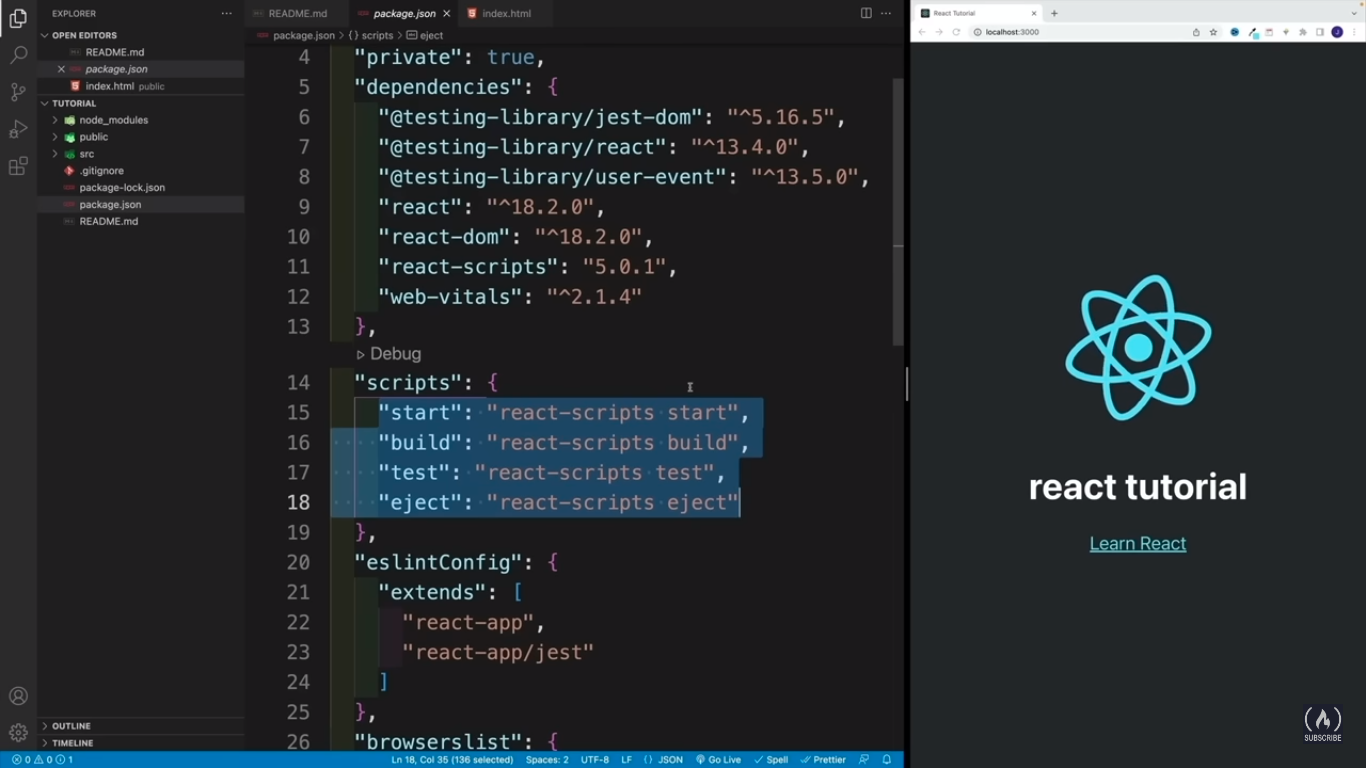 EXPLORER
OPEN EDITORS
README.md
package.json
index.html public
TUTORIAL
node_modules
public
src
.gitignore
package-lock.json
package.json
README.md
OUTLINE
TIMELINE
README.md
package.json
index.html
package.json > {} scripts > eject
4 "private": true,
5 "dependencies": {
6 "@testing-library/jest-dom": "^5.16.5",
7 "@testing-library/react": "^13.4.0",
8 "@testing-library/user-event": "^13.5.0",
9 "react": "^18.2.0",
10 "react-dom": "^18.2.0",
11 "react-scripts": "5.0.1",
12 "web-vitals": "^2.1.4"
13 },
Debug
14 "scripts": {
15 "start": "react-scripts start",
16 "build": "react-scripts build",
17 "test": "react-scripts test",
18 "eject": "react-scripts eject"
19 },
20 "eslintConfig": {
21 "extends": [
22 "react-app",
23 "react-app/jest"
24 ]
25 },
26 "browserslist": {
0 0 1
Ln 18, Col 35 (136 selected) Spaces: 2 UTF-8 LF {} JSON Go Live Spell Prettier
React Tutorial
localhost:3000
J
react tutorial
Learn React
SUBSCRIBE